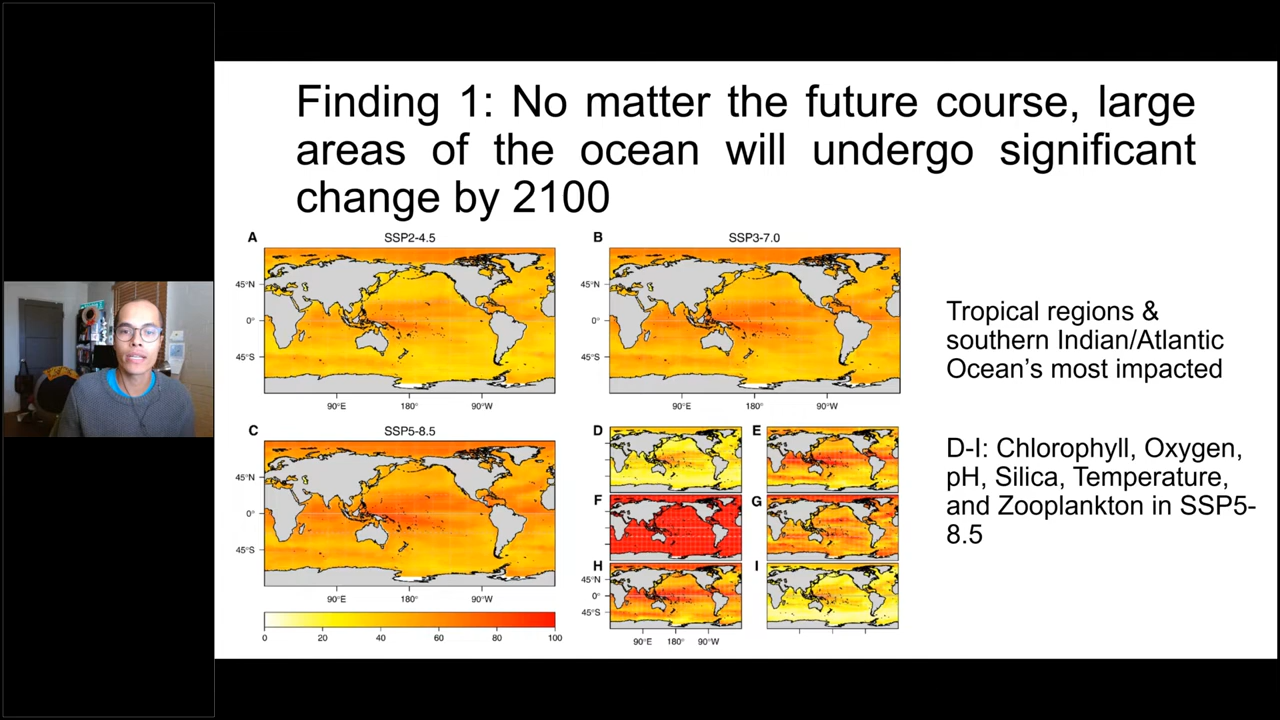 Finding 1: No matter the future course, large
areas of the ocean will undergo significant
change by 2100
A
SSP2-4.5
45°N
0°
45°S
90°E 180° 90°W
B
SSP3-7.0
45°N
0°
45°S
90°E 180° 90°W
Tropical regions &
southern Indian/Atlantic
Ocean's most impacted
C
SSP5-8.5
45°N
0°
45°S
90°E 180° 90°W
0 20 40 60 80 100
D
E
F
G
H
45°N
0°
45°S
90°E 180° 90°W
I
D-I: Chlorophyll, Oxygen,
pH, Silica, Temperature,
and Zooplankton in SSP5-
8.5